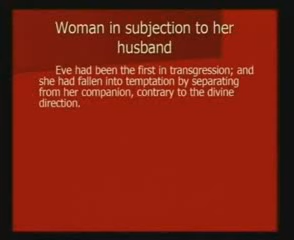 Woman in subjection to her
husband
Eve had been the first in transgression; and
she had fallen into temptation by separating
from her companion, contrary to the divine
direction.